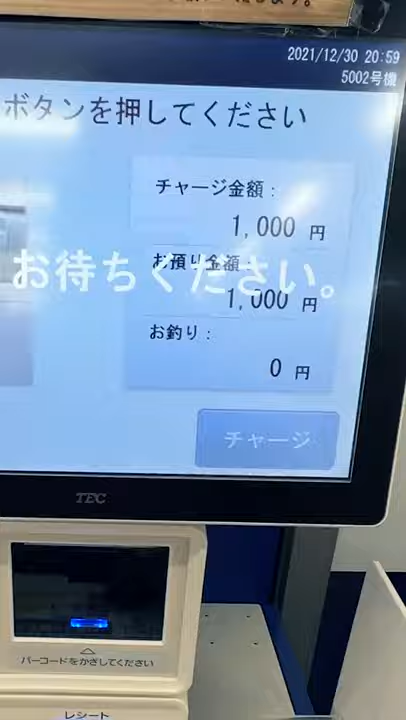 2021/12/30 20:59
5002号機
ボタンを押してください
チャージ金額:
1,000 円
お預り金額:
お待ちください。
1,000 円
お釣り:
0 円
チャージ
TEC
バーコードをかざしてください
レシート